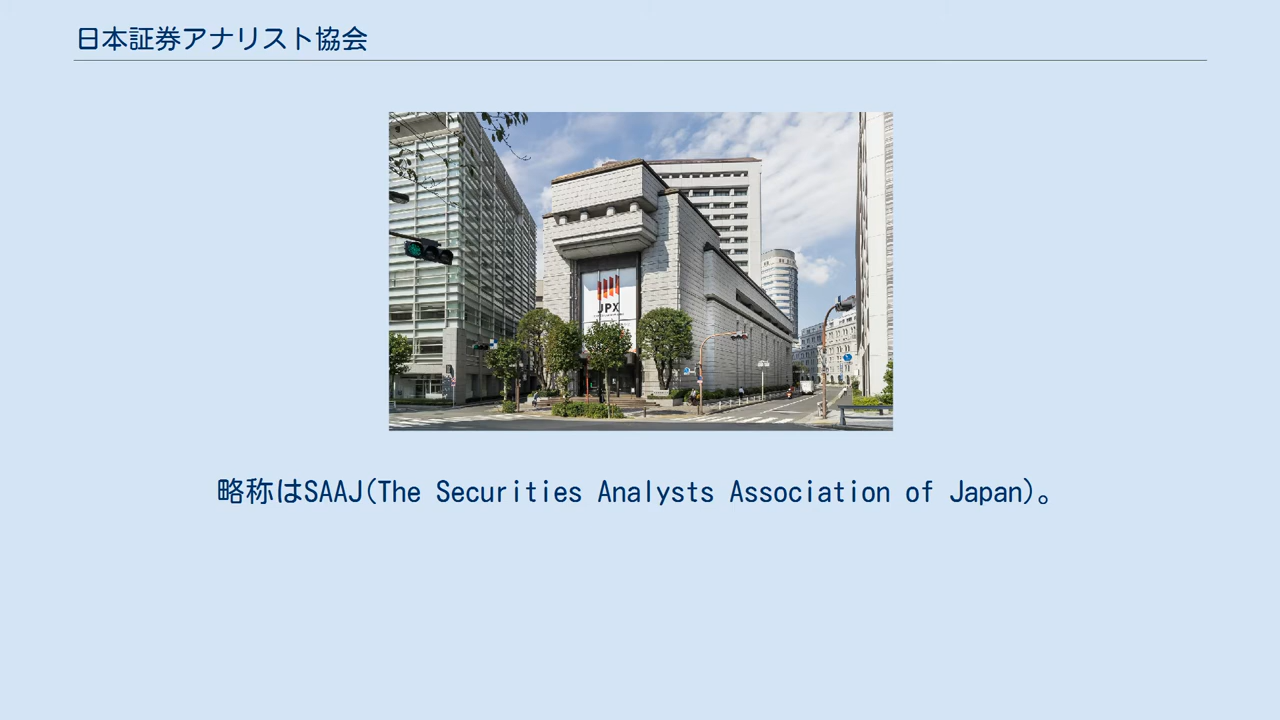 日本証券アナリスト協会
JPX
略称はSAAJ(The Securities Analysts Association of Japan)。